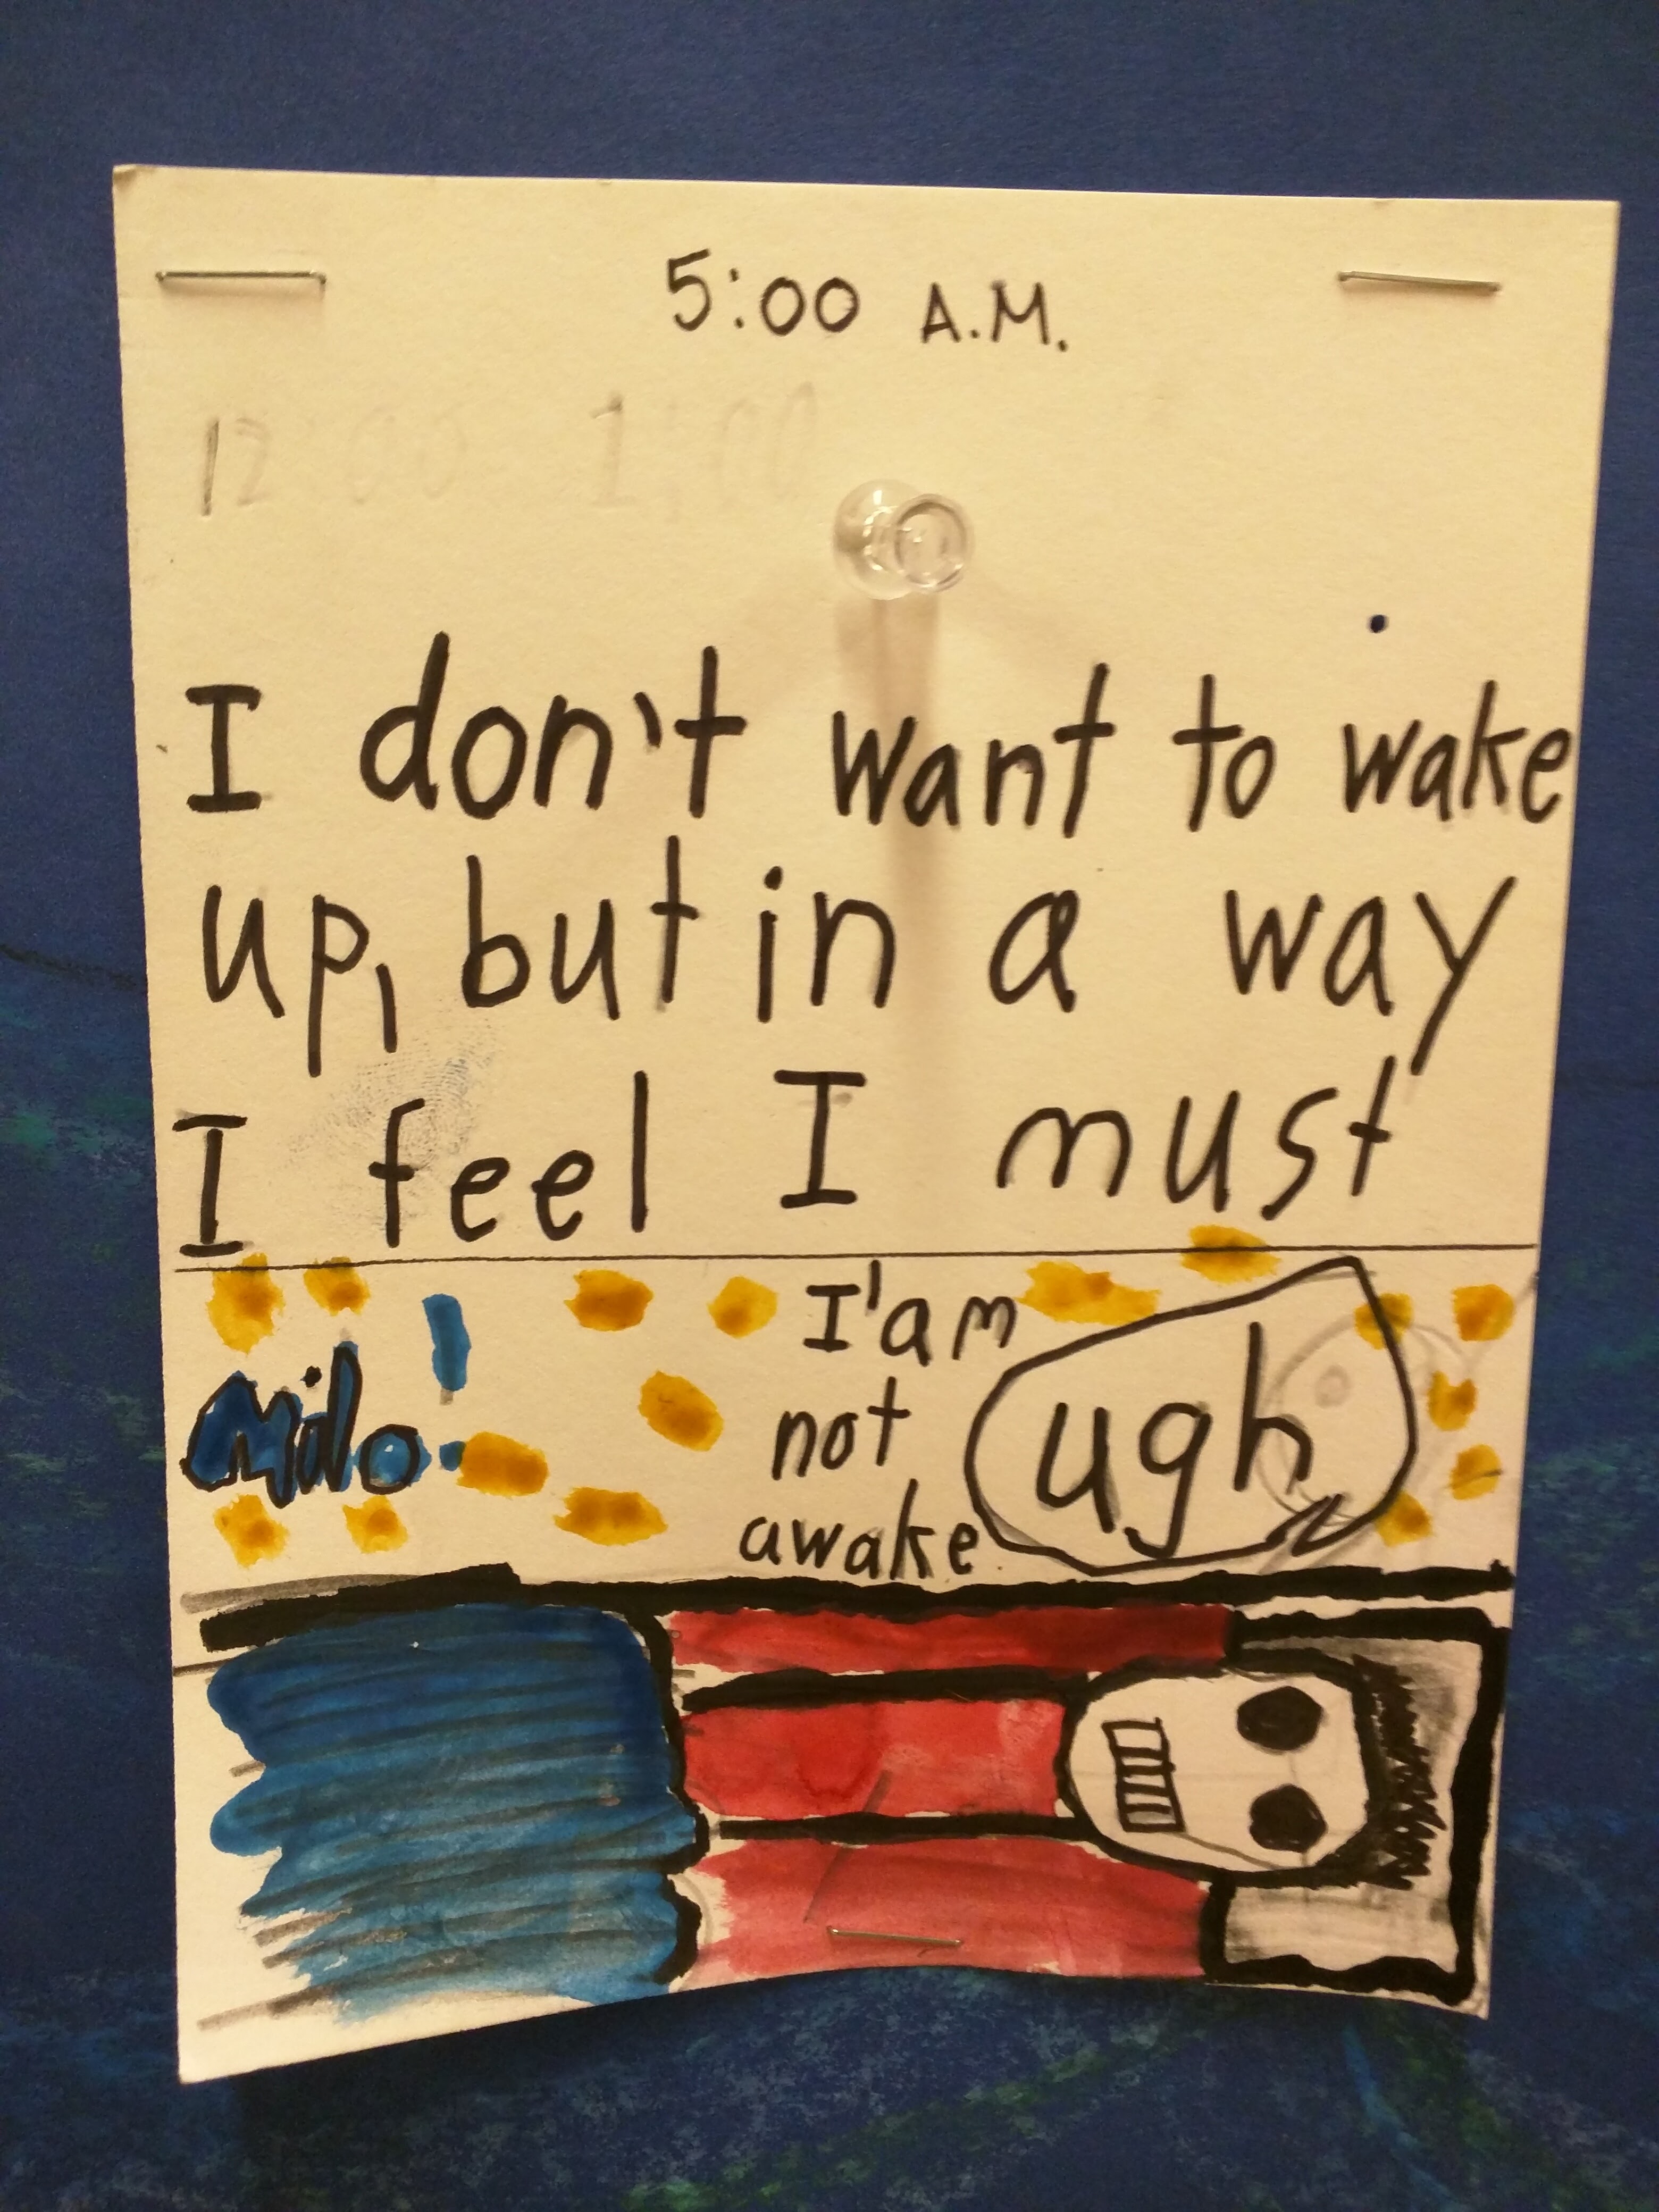 5:00 A.M.
12:00 1:00
I don't want to wake
up, but in a way
I feel I must
Milo!
I'am
not
awake
ugh